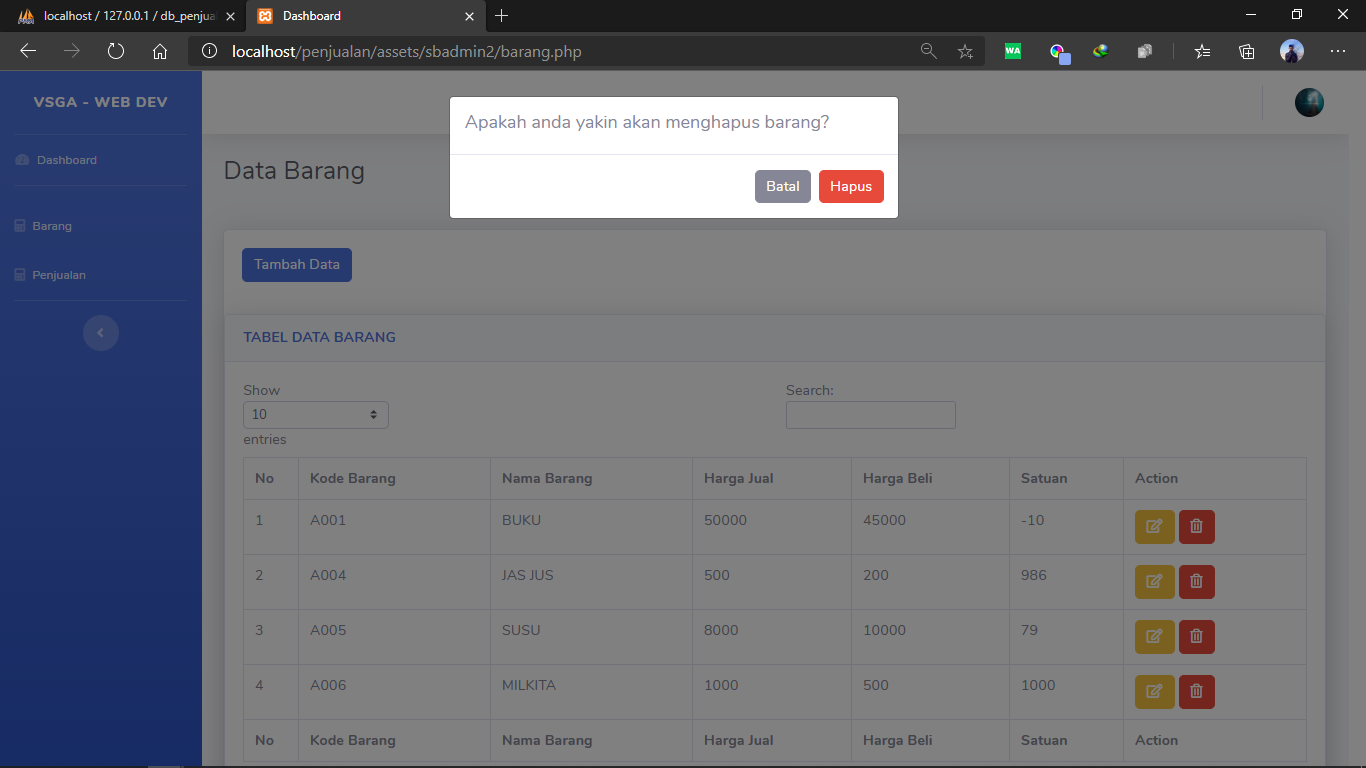 localhost / 127.0.0.1 / db_penjua
Dashboard
localhost/penjualan/assets/sbadmin2/barang.php
WA
VSGA - WEB DEV
Dashboard
Barang
Penjualan
Apakah anda yakin akan menghapus barang?
Batal Hapus
Data Barang
Tambah Data
TABEL DATA BARANG
Show
10
entries
Search:
No Kode Barang Nama Barang Harga Jual Harga Beli Satuan Action
1 A001 BUKU 50000 45000 -10
2 A004 JAS JUS 500 200 986
3 A005 SUSU 8000 10000 79
4 A006 MILKITA 1000 500 1000
No Kode Barang Nama Barang Harga Jual Harga Beli Satuan Action